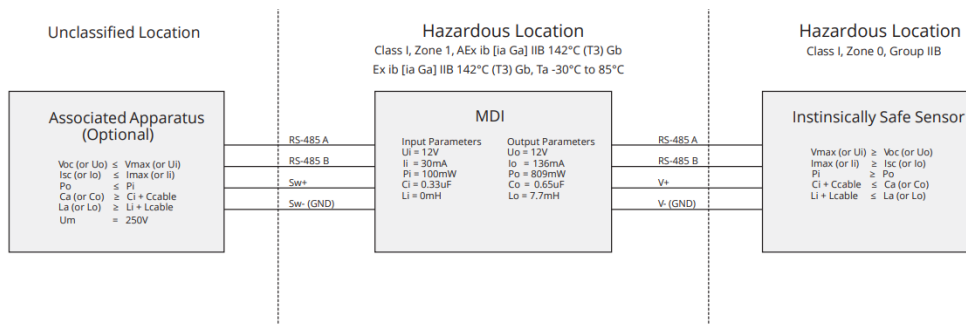 Unclassified Location
Associated Apparatus
(Optional)
Voc (or Uo) ≤ Vmax (or Ui)
Isc (or Io) ≤ Imax (or Ii)
Po ≤ Pi
Ca (or Co) ≥ Ci + Ccable
La (or Lo) ≥ Li + Lcable
Um = 250V
RS-485 A
RS-485 B
Sw+
Sw- (GND)
Hazardous Location
Class I, Zone 1, AEx ib [ia Ga] IIB 142°C (T3) Gb
Ex ib [ia Ga] IIB 142°C (T3) Gb, Ta -30°C to 85°C
MDI
Input Parameters
Ui = 12V
Ii = 30mA
Pi = 100mW
Ci = 0.33uF
Li = 0mH
Output Parameters
Uo = 12V
Io = 136mA
Po = 809mW
Co = 0.65uF
Lo = 7.7mH
RS-485 A
RS-485 B
V+
V- (GND)
Hazardous Location
Class I, Zone 0, Group IIB
Instinsically Safe Sensor
Vmax (or Ui) ≥ Voc (or Uo)
Imax (or Ii) ≥ Isc (or Io)
Pi ≥ Po
Ci + Ccable ≤ Ca (or Co)
Li + Lcable ≤ La (or Lo)